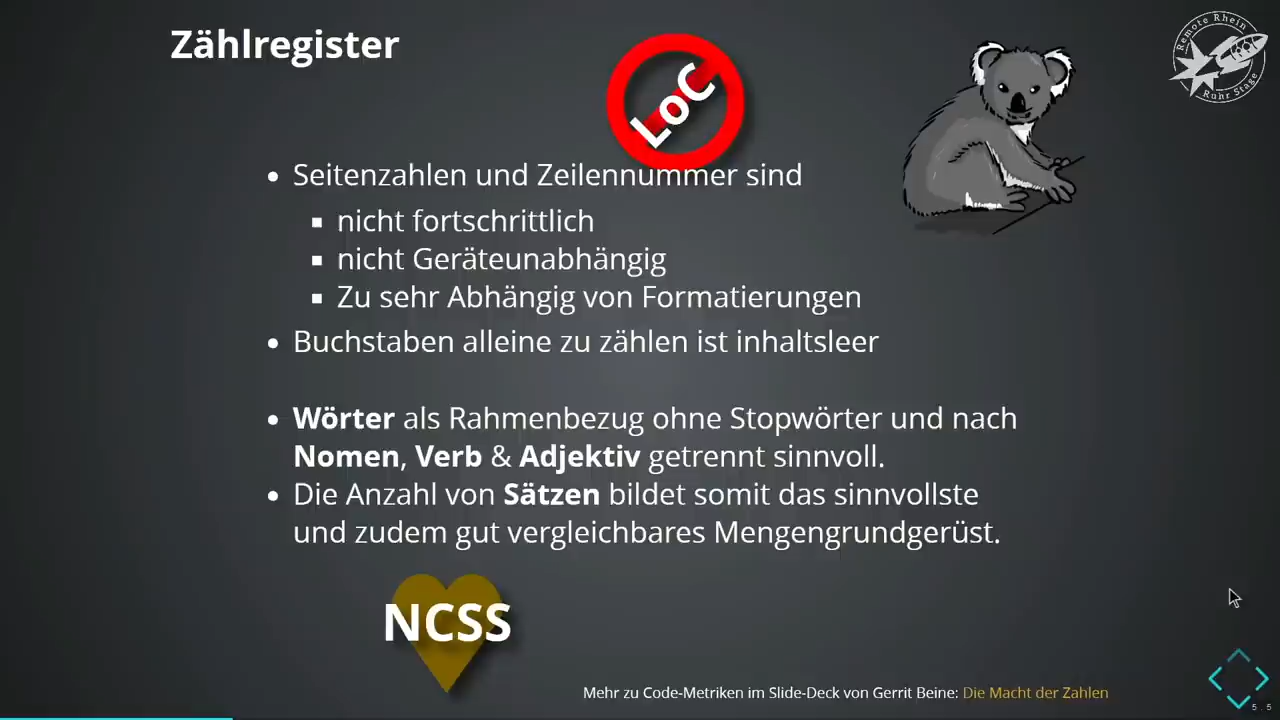 Zählregister
Remote Rhein
Ruhr Stage
LoC
Seitenzahlen und Zeilennummer sind
nicht fortschrittlich
nicht Geräteunabhängig
Zu sehr Abhängig von Formatierungen
Buchstaben alleine zu zählen ist inhaltsleer
Wörter als Rahmenbezug ohne Stopwörter und nach
Nomen, Verb & Adjektiv getrennt sinnvoll.
Die Anzahl von Sätzen bildet somit das sinnvollste
und zudem gut vergleichbares Mengengrundgerüst.
NCSS
Mehr zu Code-Metriken im Slide-Deck von Gerrit Beine: Die Macht der Zahlen
5.5